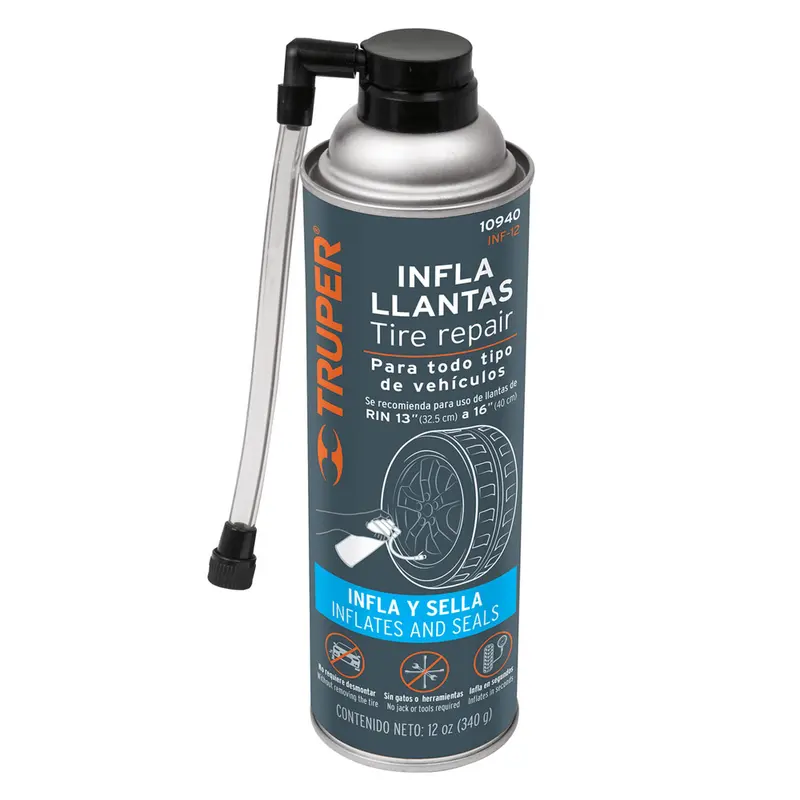 TRUPER®
10940
INF-12
INFLA
LLANTAS
Tire repair
Para todo tipo
de vehículos
Se recomienda para uso de llantas de
RIN 13” (32.5 cm) a 16” (40 cm)
INFLA Y SELLA
INFLATES AND SEALS
No requiere desmontar
Without removing the tire
Sin gatos o herramientas
No jack or tools required
Infla en segundos
Inflates in seconds
CONTENIDO NETO: 12 oz (340 g)